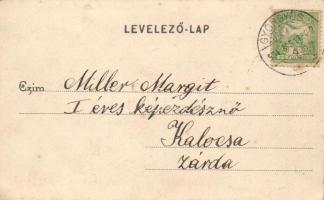 LEVELEZŐ-LAP
Czim: Miller Margit
I éves képezdésznő
Kalocsa
zárda